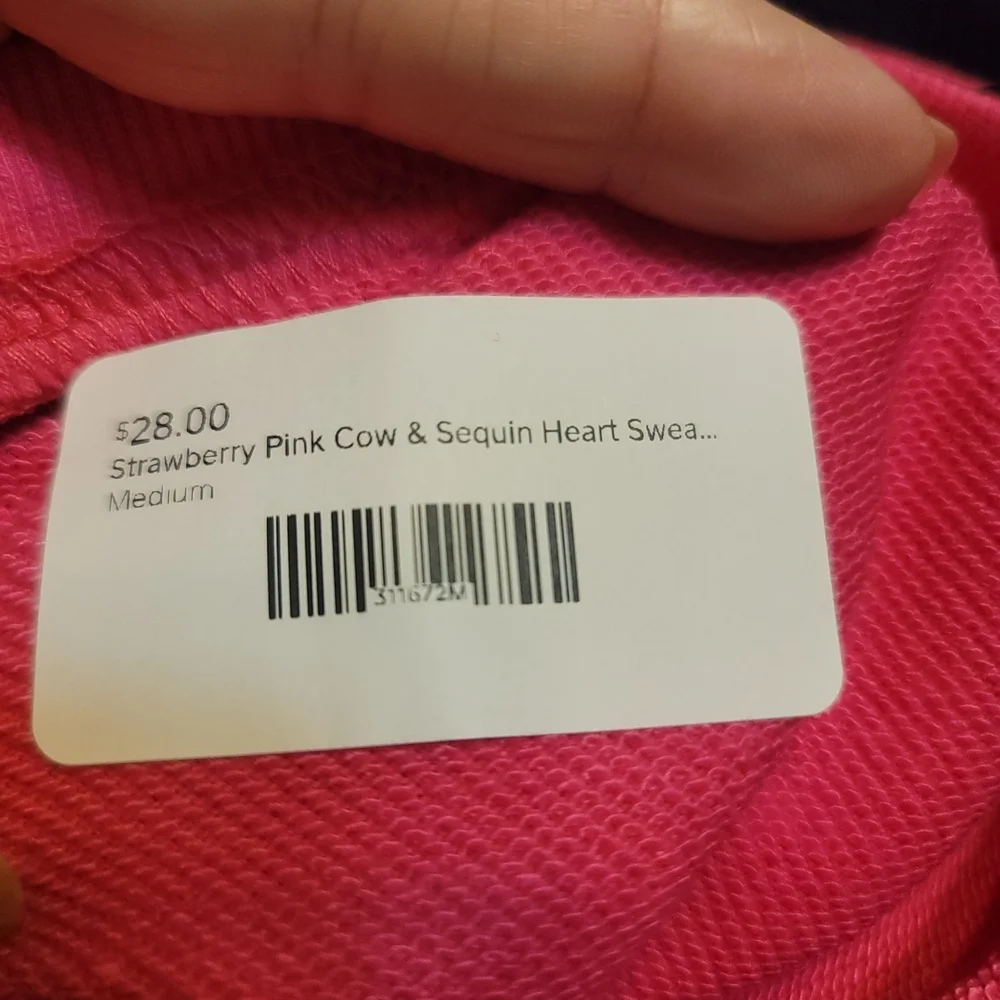 $28.00
Strawberry Pink Cow & Sequin Heart Swea...
Medium
311672M